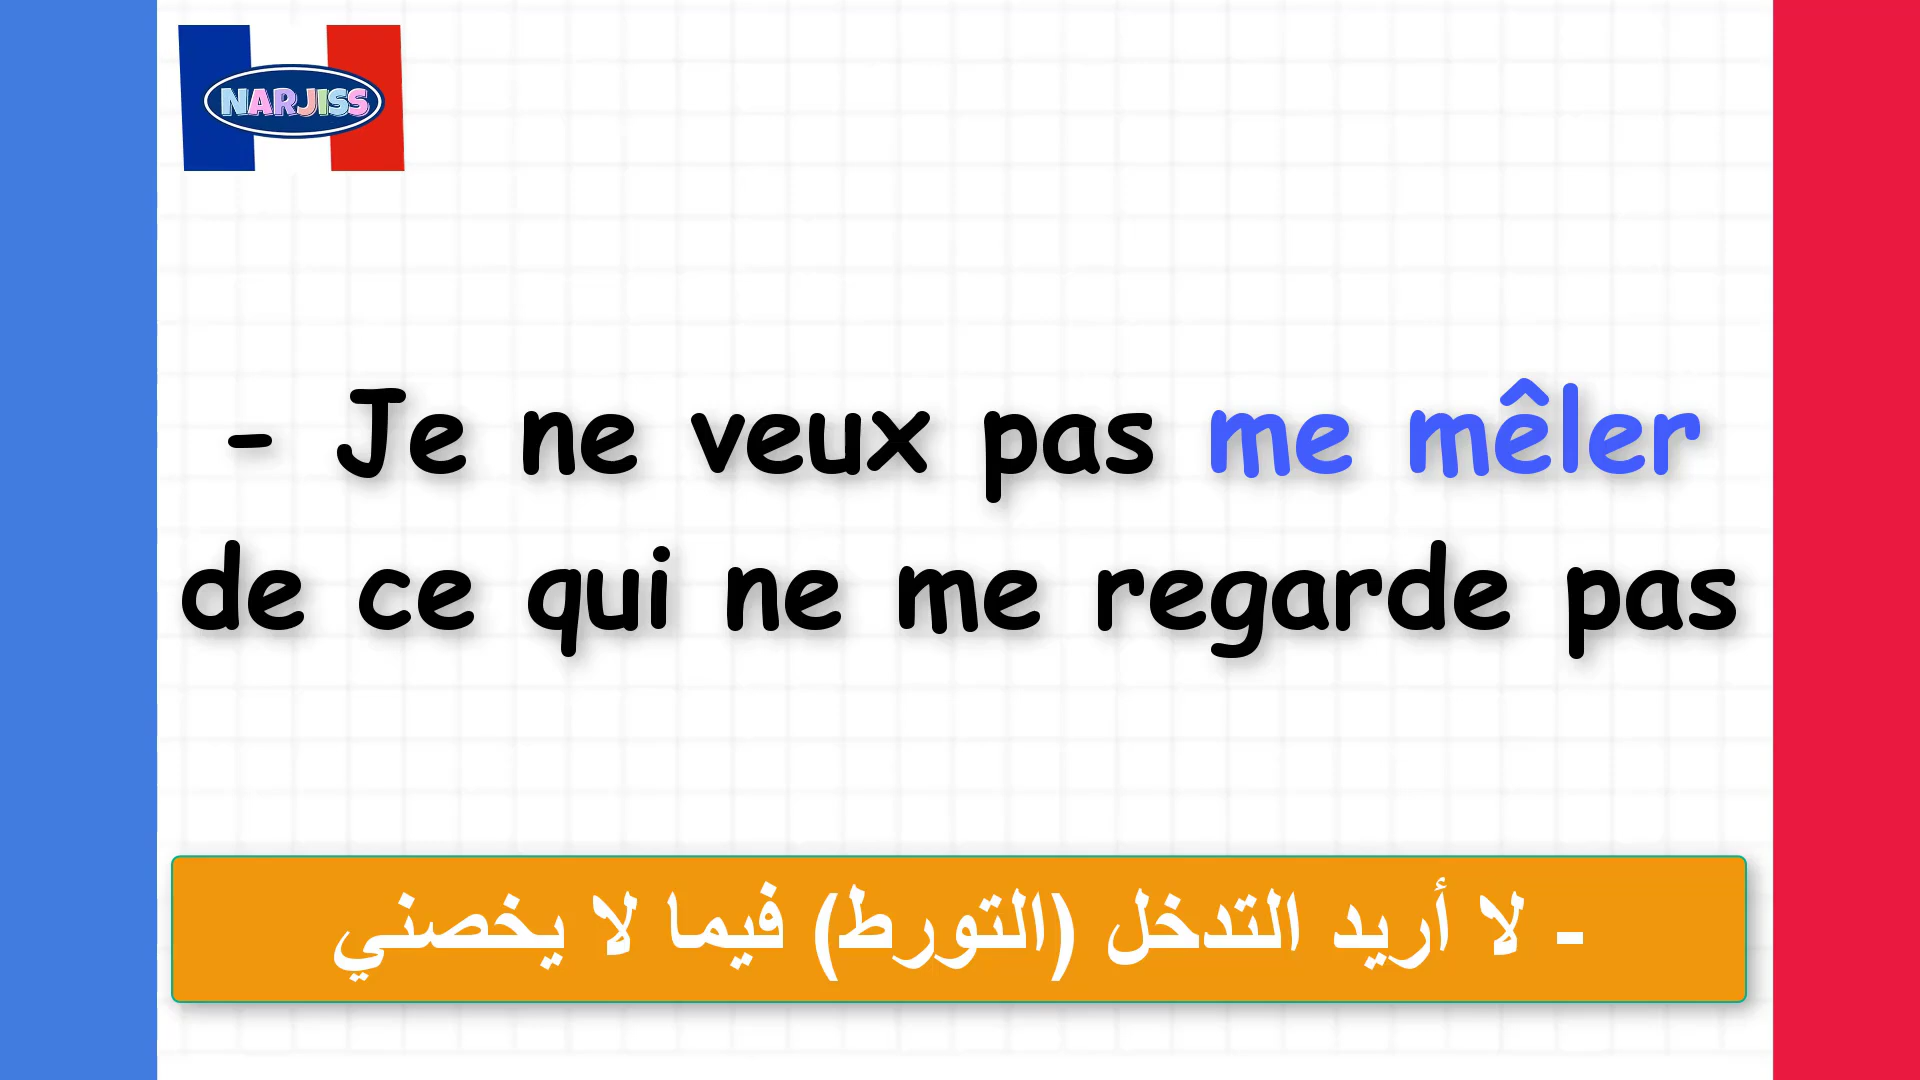 NARJISS
- Je ne veux pas me mêler
de ce qui ne me regarde pas
- لا أريد التدخل (التورط) فيما لا يخصني